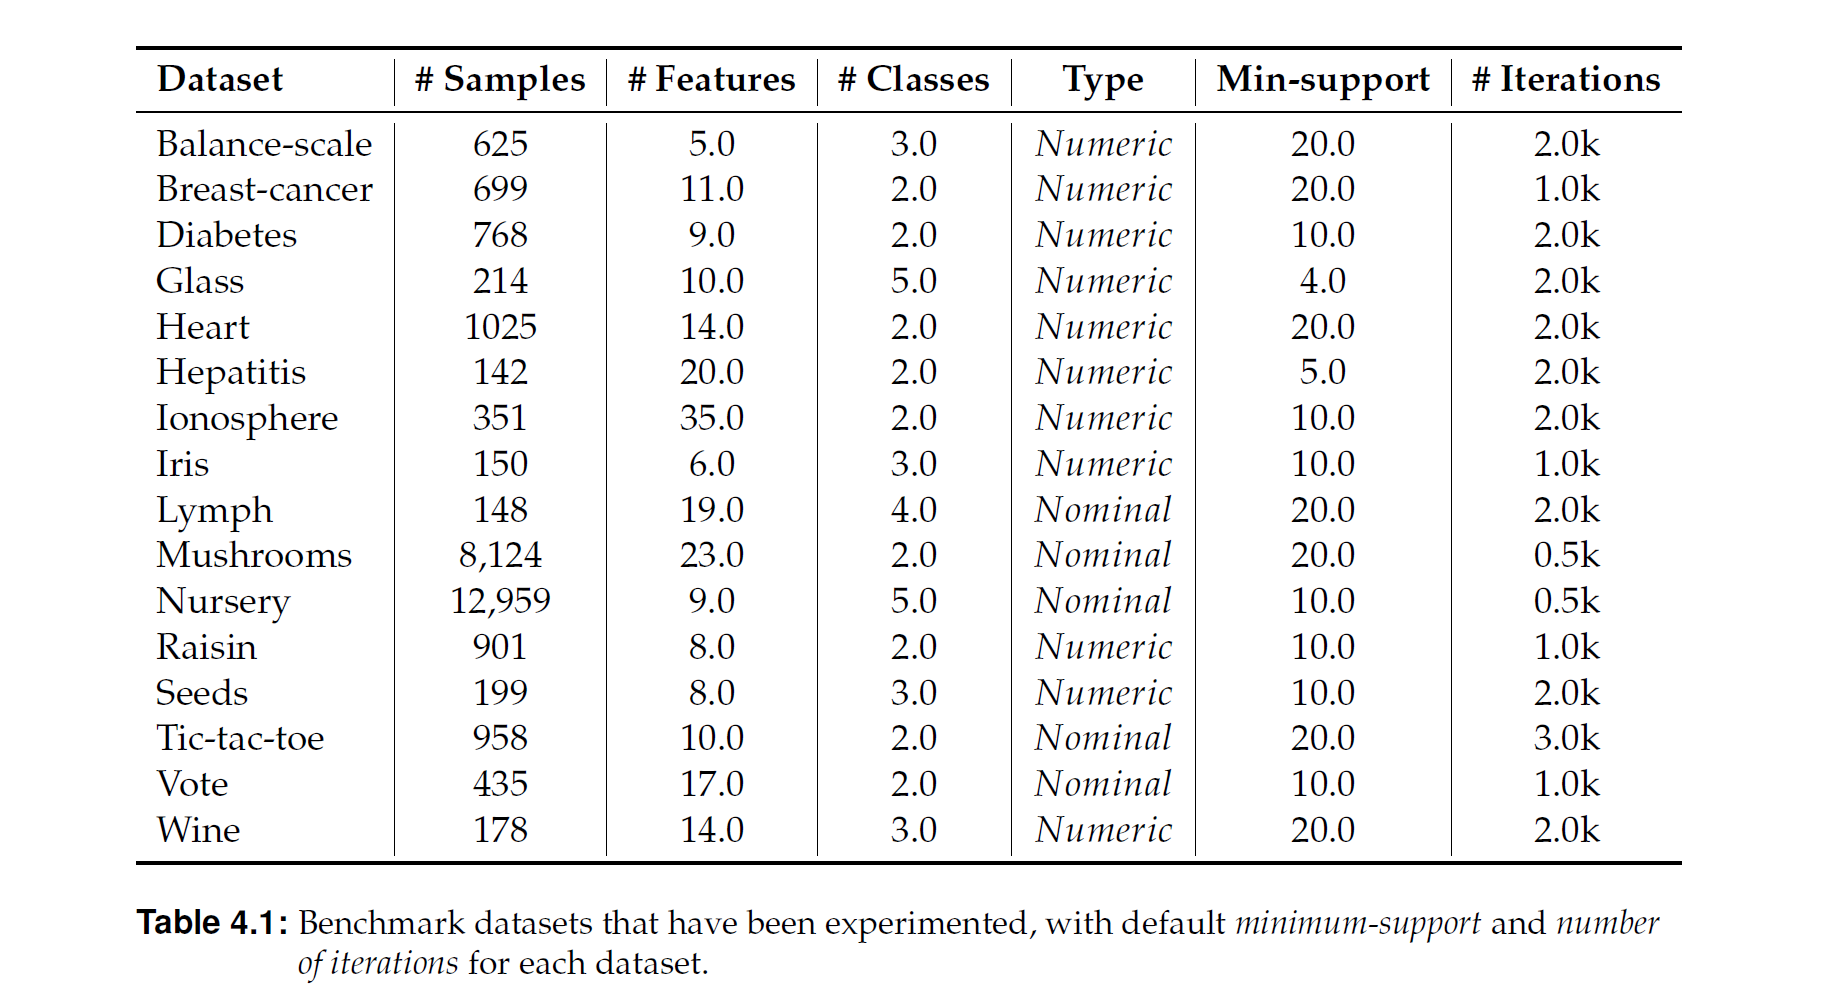 Dataset # Samples # Features # Classes Type Min-support # Iterations
Balance-scale 625 5.0 3.0 Numeric 20.0 2.0k
Breast-cancer 699 11.0 2.0 Numeric 20.0 1.0k
Diabetes 768 9.0 2.0 Numeric 10.0 2.0k
Glass 214 10.0 5.0 Numeric 4.0 2.0k
Heart 1025 14.0 2.0 Numeric 20.0 2.0k
Hepatitis 142 20.0 2.0 Numeric 5.0 2.0k
Ionosphere 351 35.0 2.0 Numeric 10.0 2.0k
Iris 150 6.0 3.0 Numeric 10.0 1.0k
Lymph 148 19.0 4.0 Nominal 20.0 2.0k
Mushrooms 8,124 23.0 2.0 Nominal 20.0 0.5k
Nursery 12,959 9.0 5.0 Nominal 10.0 0.5k
Raisin 901 8.0 2.0 Numeric 10.0 1.0k
Seeds 199 8.0 3.0 Numeric 10.0 2.0k
Tic-tac-toe 958 10.0 2.0 Nominal 20.0 3.0k
Vote 435 17.0 2.0 Nominal 10.0 1.0k
Wine 178 14.0 3.0 Numeric 20.0 2.0k
Table 4.1: Benchmark datasets that have been experimented, with default minimum-support and number
of iterations for each dataset.